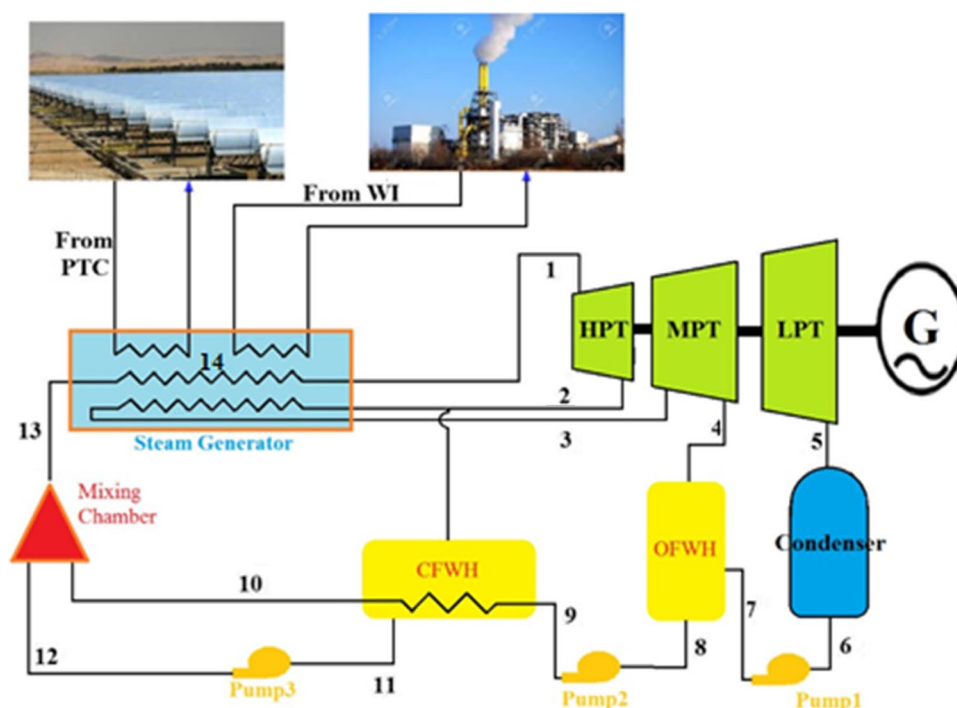 From WI
From
PTC
1
HPT
MPT
LPT
G
14
2
13
Steam Generator
3
4
5
Mixing
Chamber
CFWH
OFWH
Condenser
10
9
7
8
6
12
11
Pump3
Pump2
Pump1